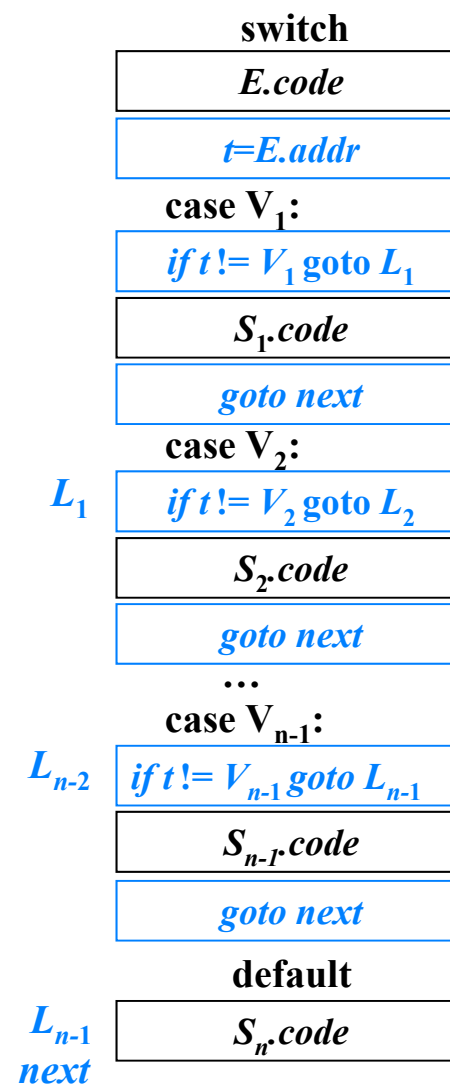 switch
E.code
t=E.addr
case V₁:
if t != V₁ goto L₁
S₁.code
goto next
case V₂:
L₁ if t != V₂ goto L₂
S₂.code
goto next
...
case Vₙ₋₁:
Lₙ₋₂ if t != Vₙ₋₁ goto Lₙ₋₁
Sₙ₋₁.code
goto next
default
Lₙ₋₁ Sₙ.code
next